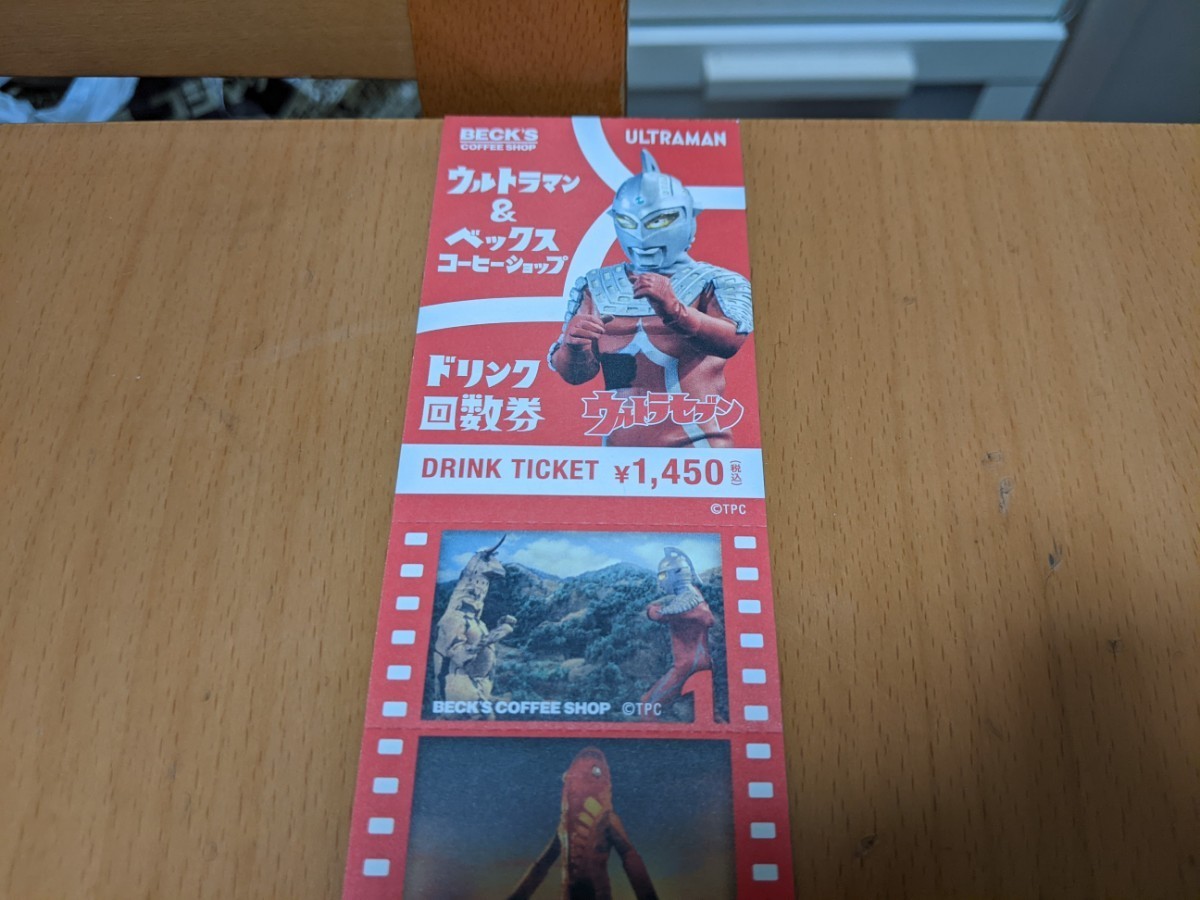 BECK'S
COFFEE SHOP
ULTRAMAN
ウルトラマン
&
ベックス
コーヒーショップ
ドリンク
回数券
ウルトラセブン
DRINK TICKET ¥1,450(税込)
©TPC
1
BECK'S COFFEE SHOP ©TPC